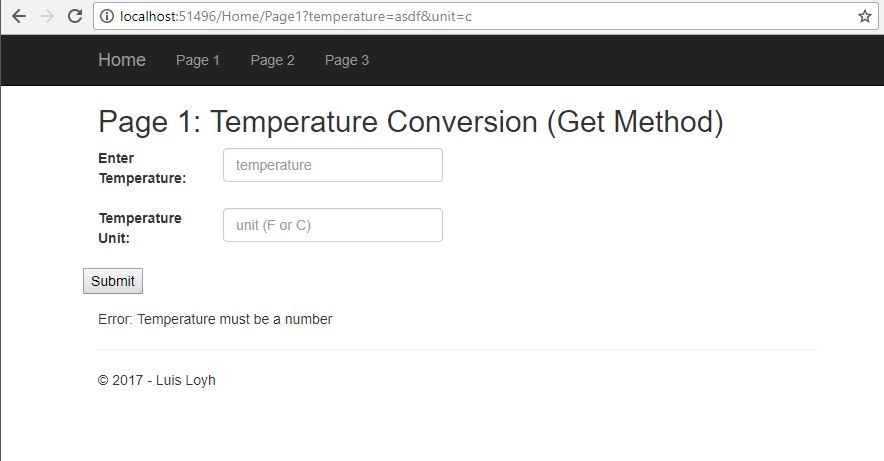 localhost:51496/Home/Page1?temperature=asdf&unit=c
Home Page 1 Page 2 Page 3
Page 1: Temperature Conversion (Get Method)
Enter
Temperature:
temperature
Temperature
Unit:
unit (F or C)
Submit
Error: Temperature must be a number
© 2017 - Luis Loyh